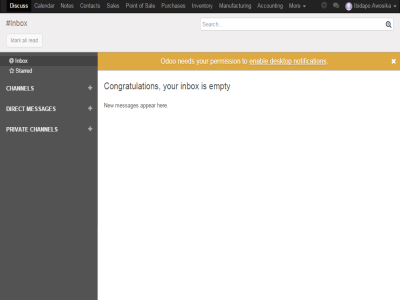 Discuss Calendar Notes Contacts Sales Point of Sale Purchases Inventory Manufacturing Accounting More Itedapo Awosika
#Inbox
Search...
Mark all read
Inbox
Starred
CHANNELS
DIRECT MESSAGES
PRIVATE CHANNELS
Odoo needs your permission to enable desktop notifications.
Congratulations, your inbox is empty
New messages appear here